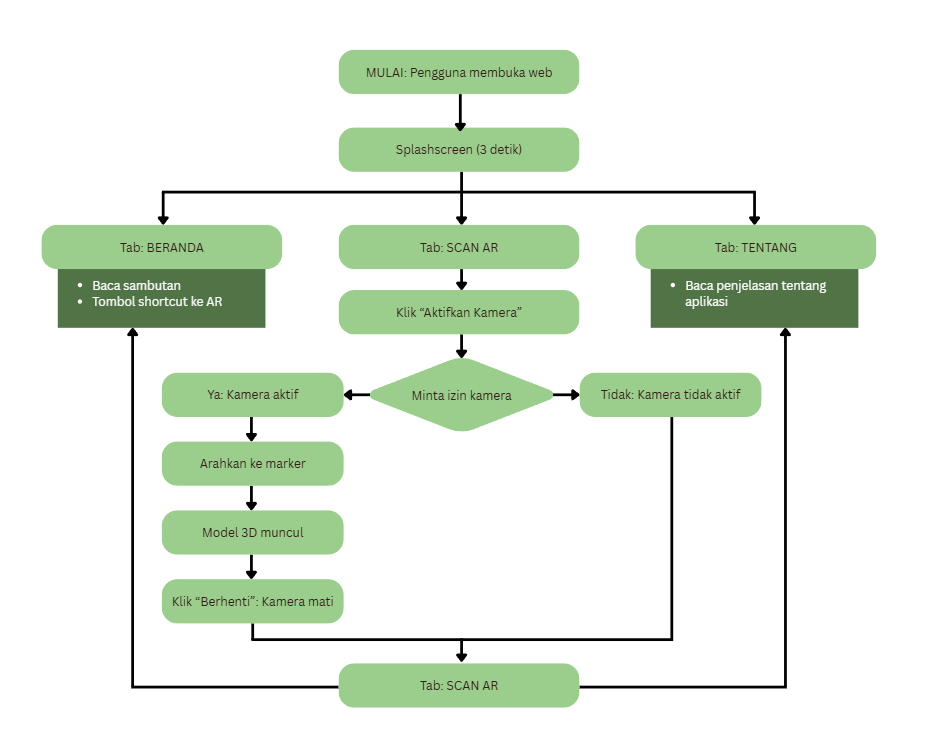 MULAI: Pengguna membuka web
Splashscreen (3 detik)
Tab: BERANDA
Baca sambutan
Tombol shortcut ke AR
Tab: SCAN AR
Tab: TENTANG
Baca penjelasan tentang
aplikasi
Klik “Aktifkan Kamera”
Minta izin kamera
Ya: Kamera aktif
Tidak: Kamera tidak aktif
Arahkan ke marker
Model 3D muncul
Klik “Berhenti”: Kamera mati
Tab: SCAN AR